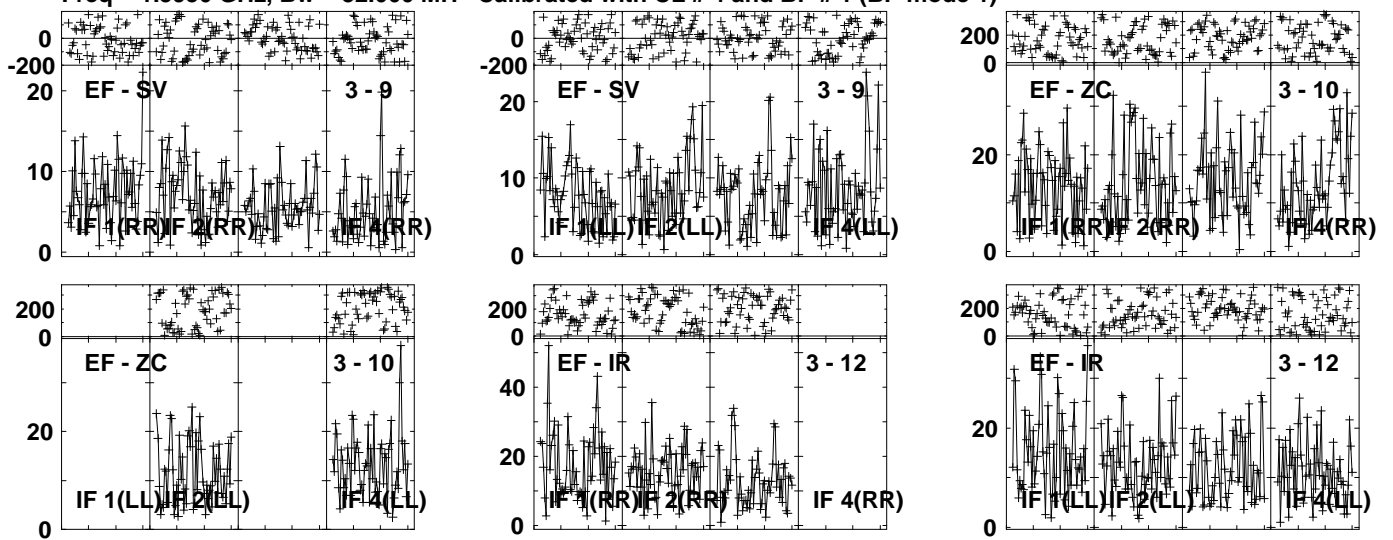 0
-200
20
10
0
EF - SV
3 - 9
IF 1(RR)
IF 2(RR)
IF 4(RR)
0
-200
20
10
0
EF - SV
3 - 9
IF 1(LL)
IF 2(LL)
IF 4(LL)
200
0
20
0
EF - ZC
3 - 10
IF 1(RR)
IF 2(RR)
IF 4(RR)
200
0
20
0
EF - ZC
3 - 10
IF 1(LL)
IF 2(LL)
IF 4(LL)
200
0
40
20
0
EF - IR
3 - 12
IF 1(RR)
IF 2(RR)
IF 4(RR)
200
0
20
0
EF - IR
3 - 12
IF 1(LL)
IF 2(LL)
IF 4(LL)